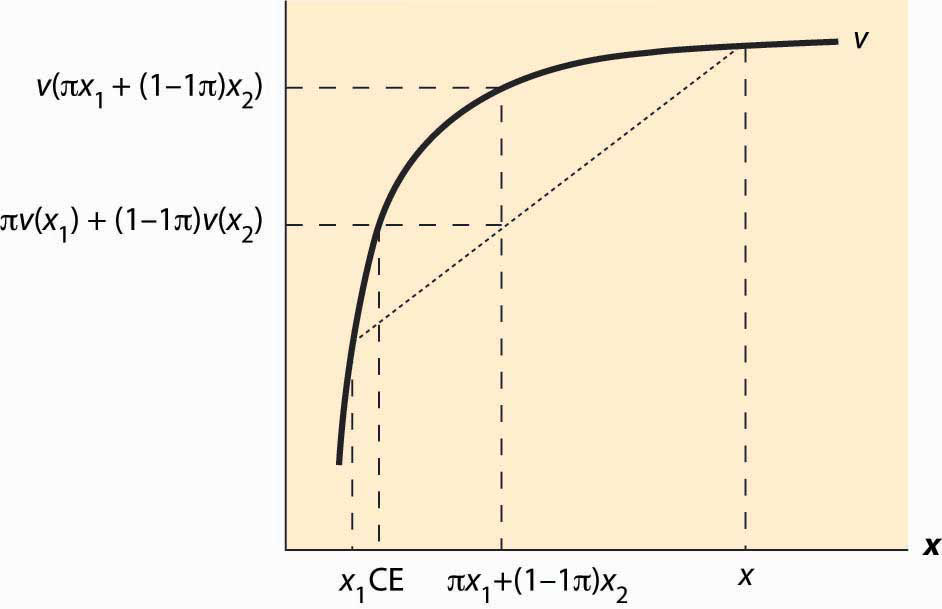 v
v(πx₁ + (1–1π)x₂)
πv(x₁) + (1–1π)v(x₂)
x
x₁ CE πx₁+(1–1π)x₂ x